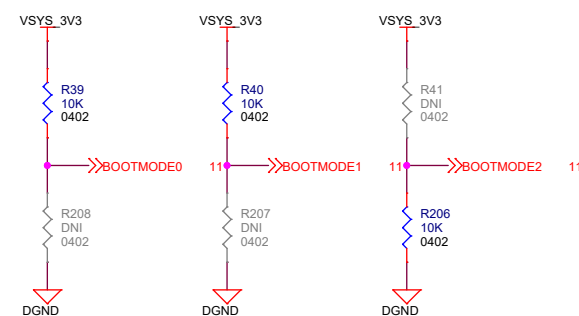 VSYS_3V3
VSYS_3V3
VSYS_3V3
R39
10K
0402
R40
10K
0402
R41
DNI
0402
BOOTMODE0
11
BOOTMODE1
11
BOOTMODE2
11
R208
DNI
0402
R207
DNI
0402
R206
10K
0402
DGND
DGND
DGND